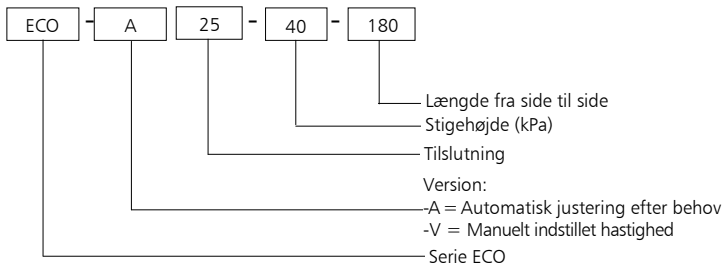 ECO - A 25 - 40 - 180
Længde fra side til side
Stigehøjde (kPa)
Tilslutning
Version:
-A = Automatisk justering efter behov
-V = Manuelt indstillet hastighed
Serie ECO